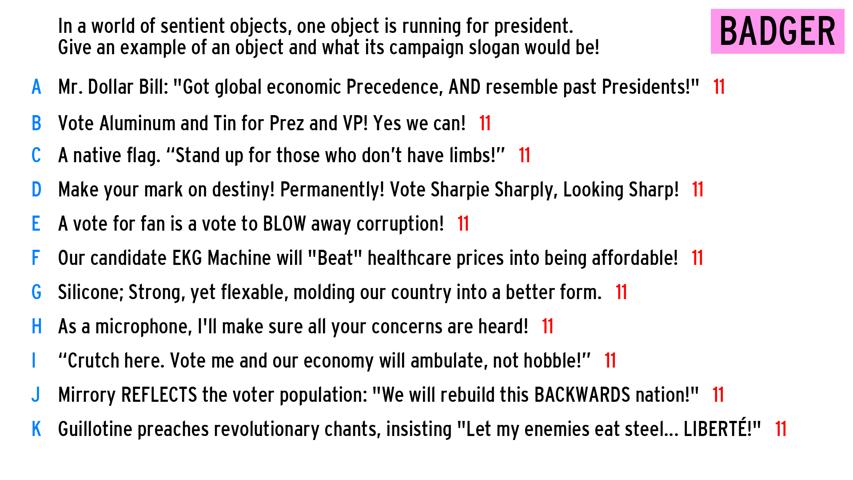 In a world of sentient objects, one object is running for president.
Give an example of an object and what its campaign slogan would be!
BADGER
A Mr. Dollar Bill: "Got global economic Precedence, AND resemble past Presidents!" 11
B Vote Aluminum and Tin for Prez and VP! Yes we can! 11
C A native flag. “Stand up for those who don’t have limbs!” 11
D Make your mark on destiny! Permanently! Vote Sharpie Sharply, Looking Sharp! 11
E A vote for fan is a vote to BLOW away corruption! 11
F Our candidate EKG Machine will "Beat" healthcare prices into being affordable! 11
G Silicone; Strong, yet flexable, molding our country into a better form. 11
H As a microphone, I'll make sure all your concerns are heard! 11
I “Crutch here. Vote me and our economy will ambulate, not hobble!” 11
J Mirrory REFLECTS the voter population: "We will rebuild this BACKWARDS nation!" 11
K Guillotine preaches revolutionary chants, insisting "Let my enemies eat steel... LIBERTÉ!" 11